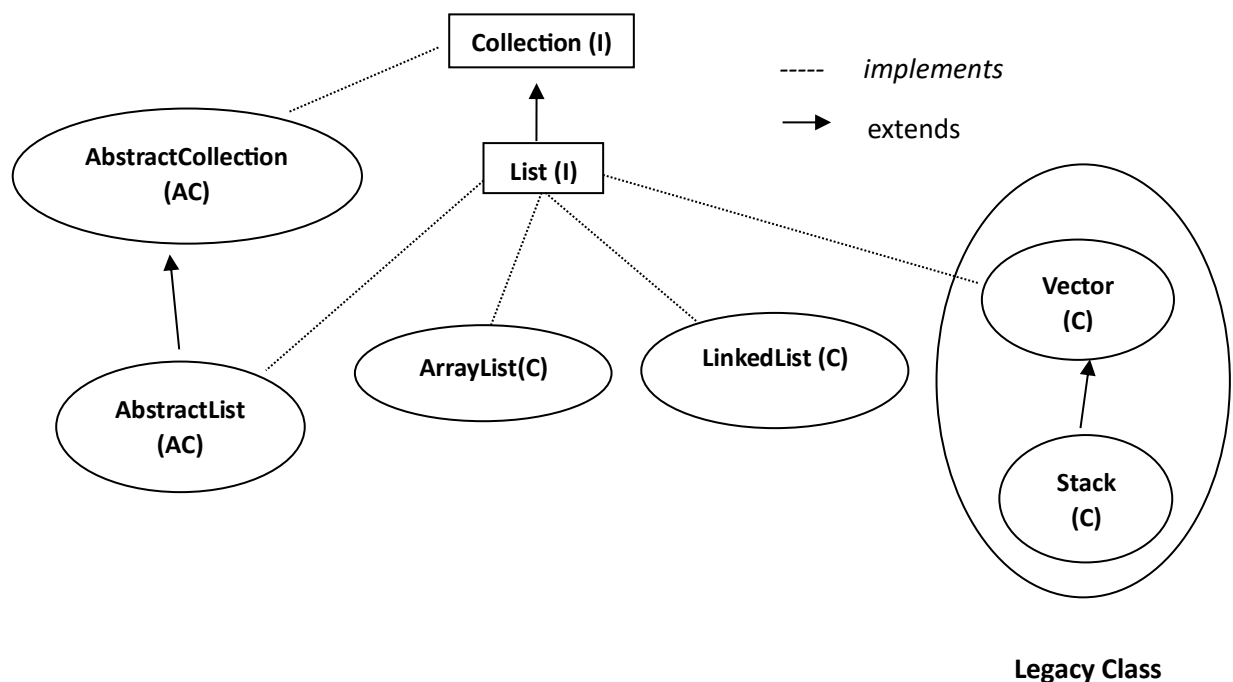 Collection (I)
----- implements
extends
AbstractCollection
(AC)
List (I)
Vector
(C)
ArrayList(C)
LinkedList (C)
AbstractList
(AC)
Stack
(C)
Legacy Class